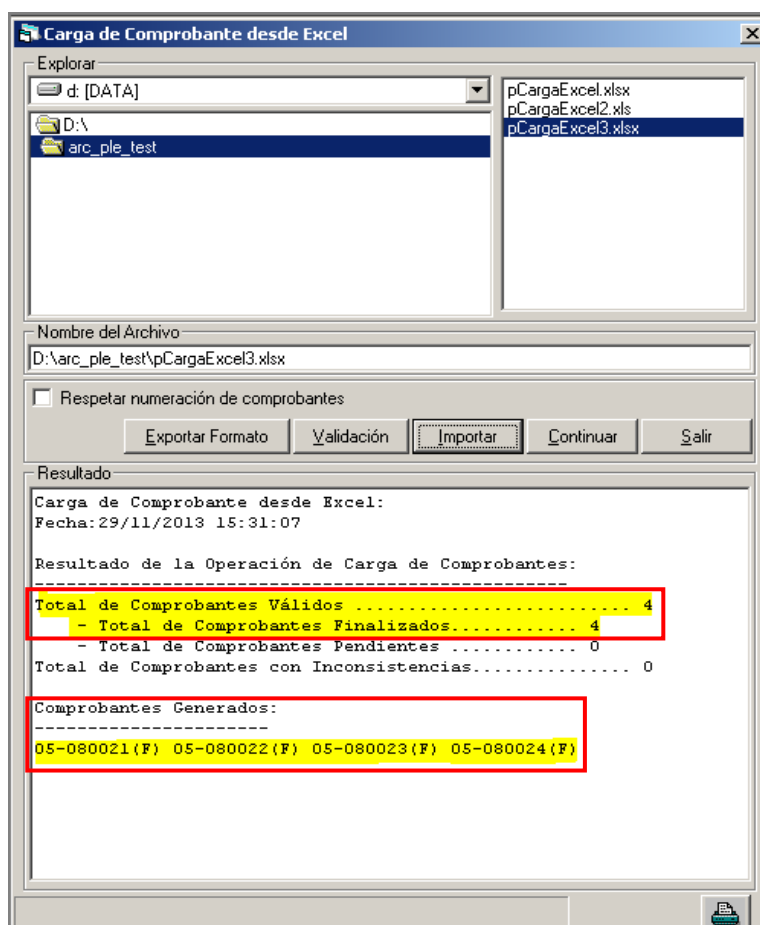 Carga de Comprobante desde Excel
Explorar
d: [DATA]
D:\
arc_ple_test
pCargaExcel.xlsx
pCargaExcel2.xls
pCargaExcel3.xlsx
Nombre del Archivo
D:\arc_ple_test\pCargaExcel3.xlsx
Respetar numeración de comprobantes
Exportar Formato Validación Importar Continuar Salir
Resultado
Carga de Comprobante desde Excel:
Fecha:29/11/2013 15:31:07
Resultado de la Operación de Carga de Comprobantes:
--------------------------------------------------
Total de Comprobantes Válidos .......................... 4
- Total de Comprobantes Finalizados............ 4
- Total de Comprobantes Pendientes ............ 0
Total de Comprobantes con Inconsistencias............... 0
Comprobantes Generados:
----------------------
05-080021(F) 05-080022(F) 05-080023(F) 05-080024(F)